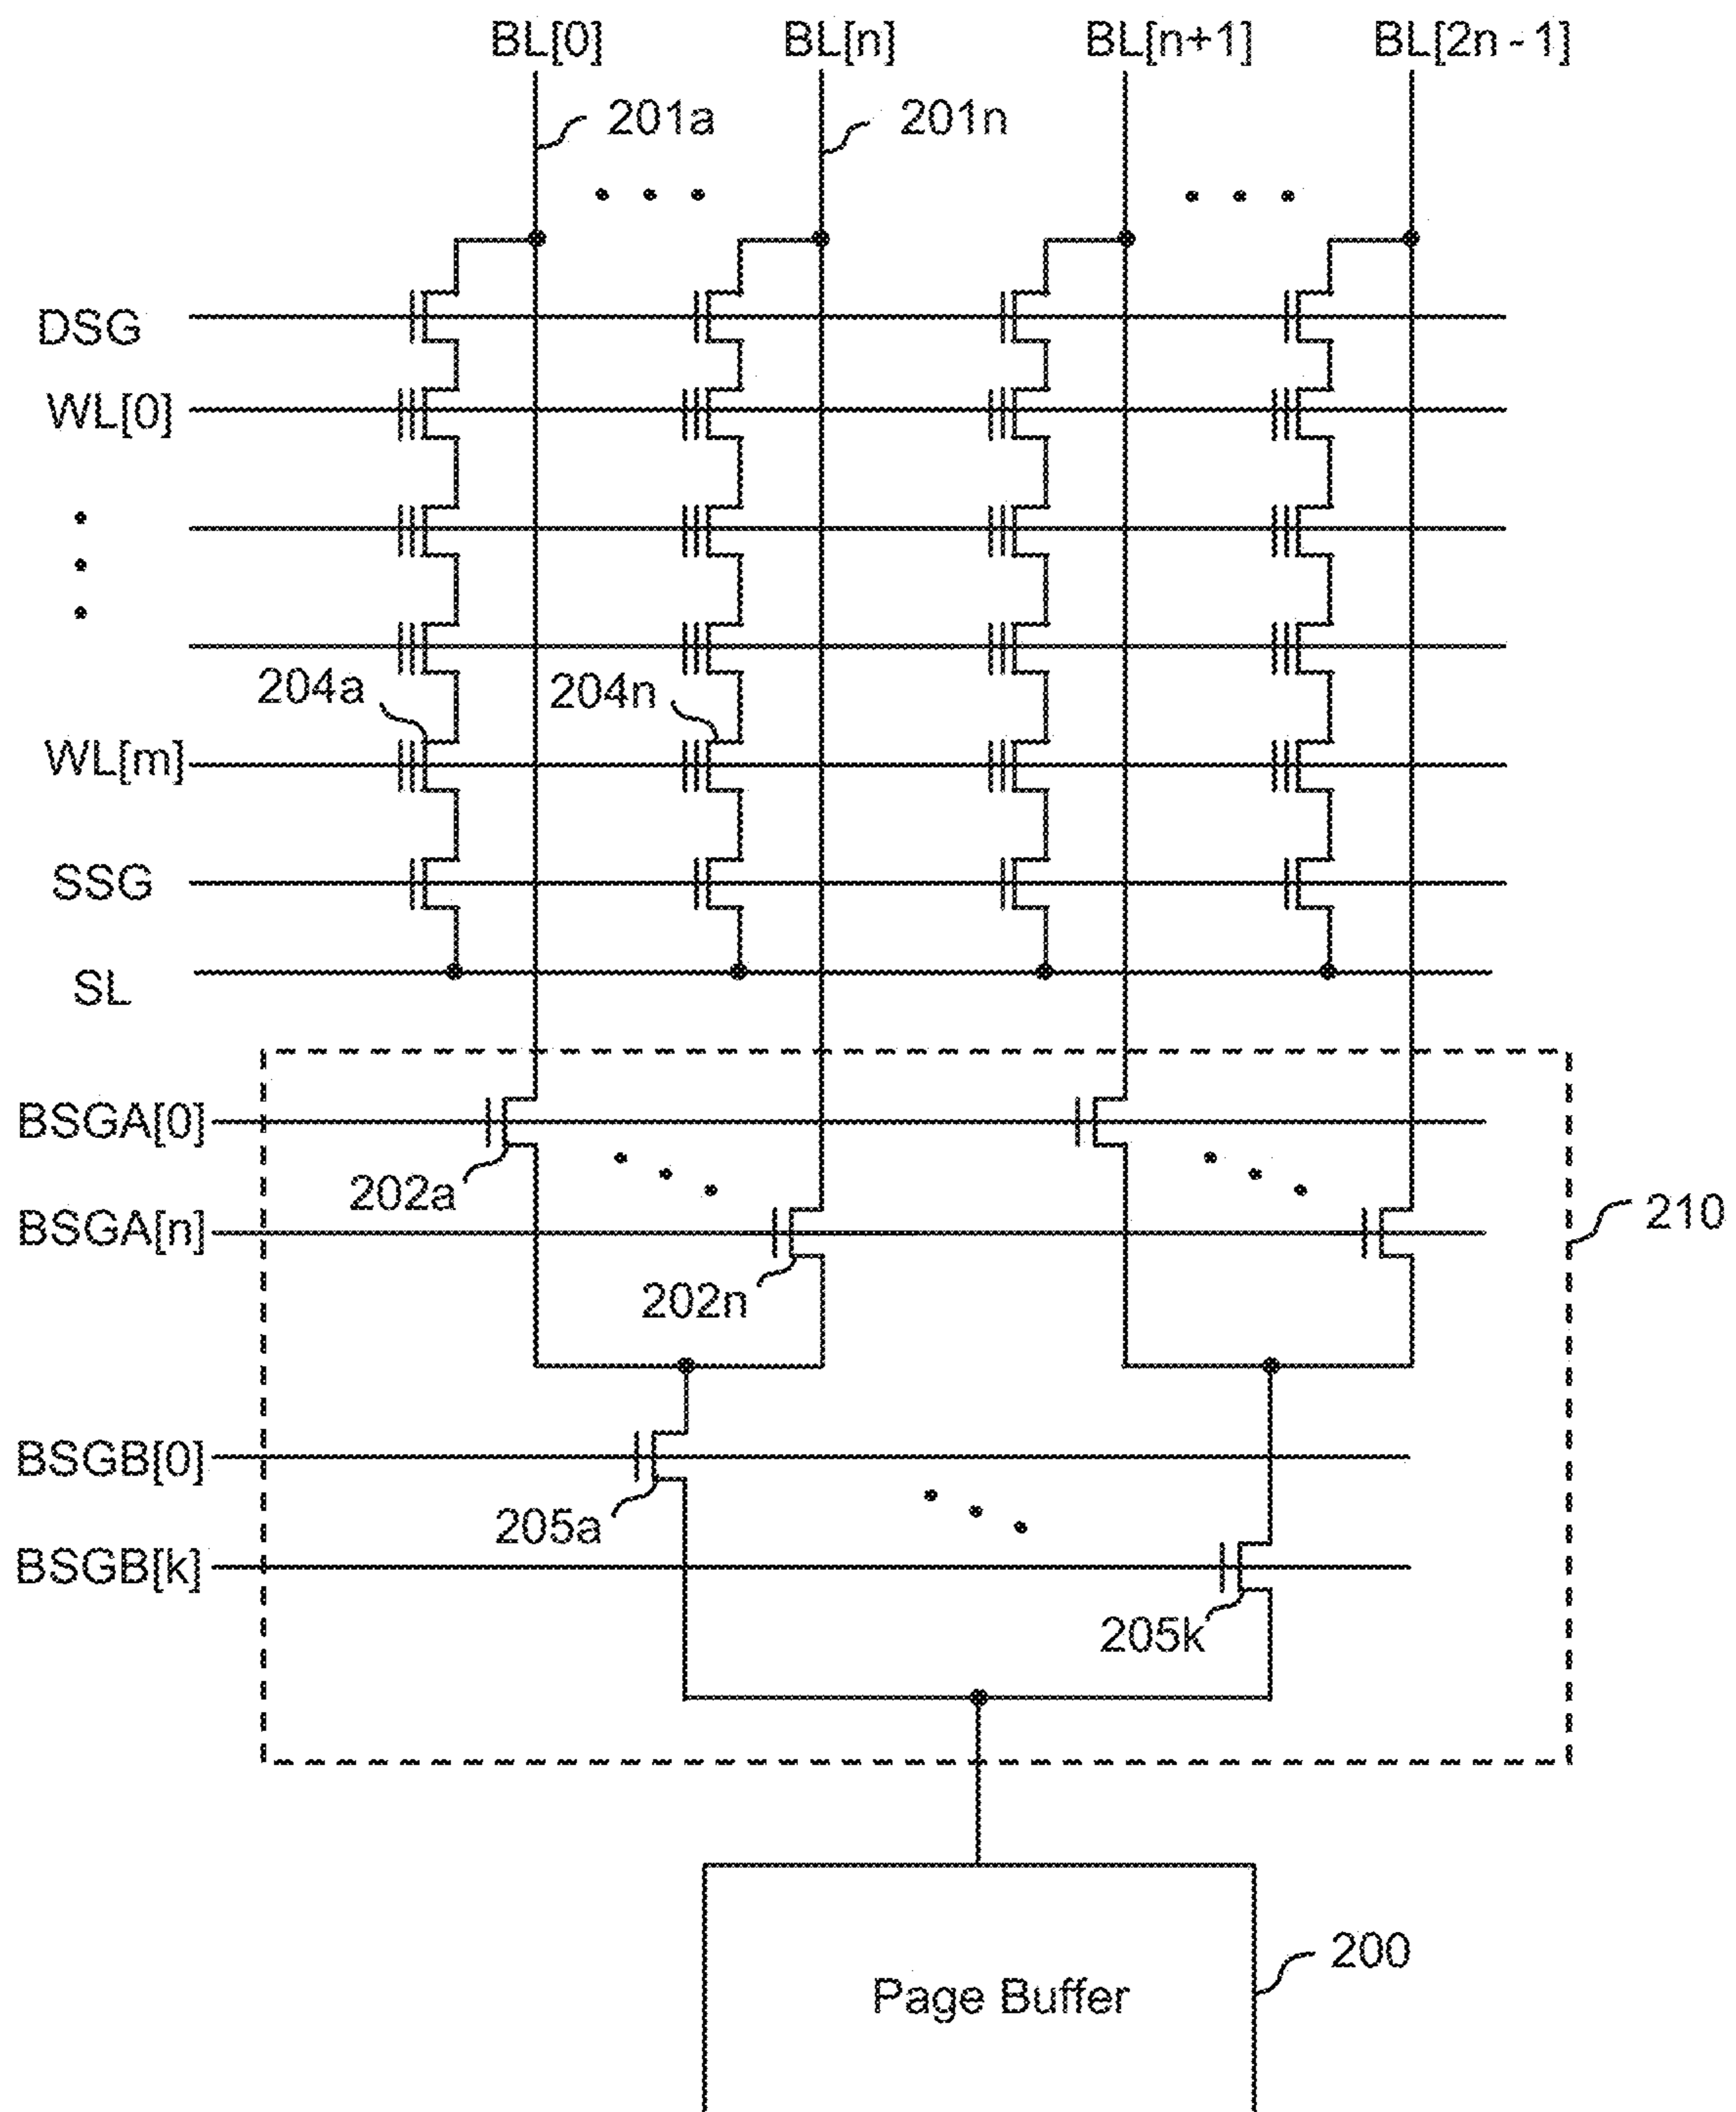 BL[0] BL[n] BL[n+1] BL[2n-1]
201a 201n
DSG
WL[0]
204a 204n
WL[m]
SSG
SL
BSGA[0]
202a
BSGA[n] 210
202n
BSGB[0]
205a
BSGB[k]
205k
200
Page Buffer